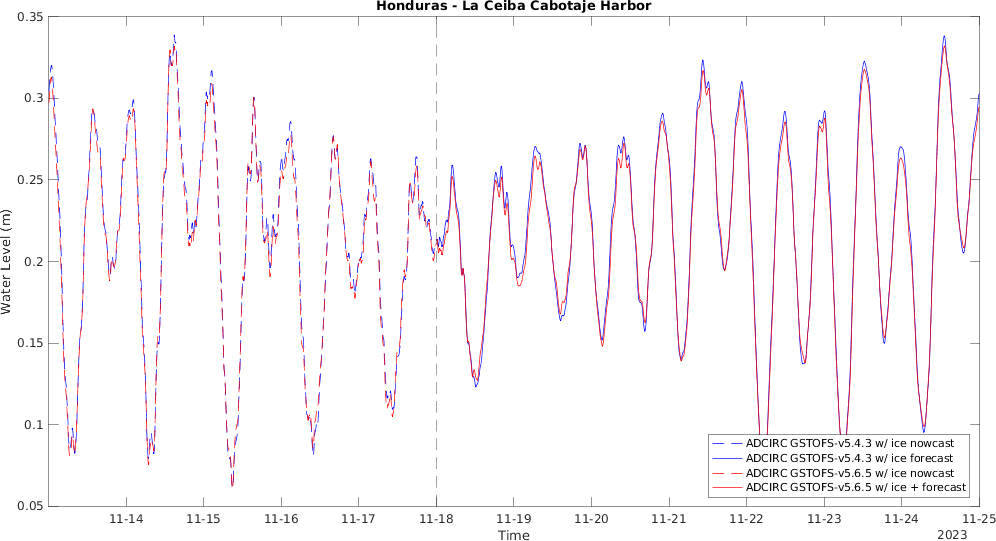 Honduras - La Ceiba Cabotaje Harbor
0.35
0.3
0.25
0.2
0.15
0.1
0.05
Water Level (m)
ADCIRC GSTOFS-v5.4.3 w/ ice nowcast
ADCIRC GSTOFS-v5.4.3 w/ ice forecast
ADCIRC GSTOFS-v5.6.5 w/ ice nowcast
ADCIRC GSTOFS-v5.6.5 w/ ice + forecast
11-14 11-15 11-16 11-17 11-18 11-19 11-20 11-21 11-22 11-23 11-24 11-25
Time
2023